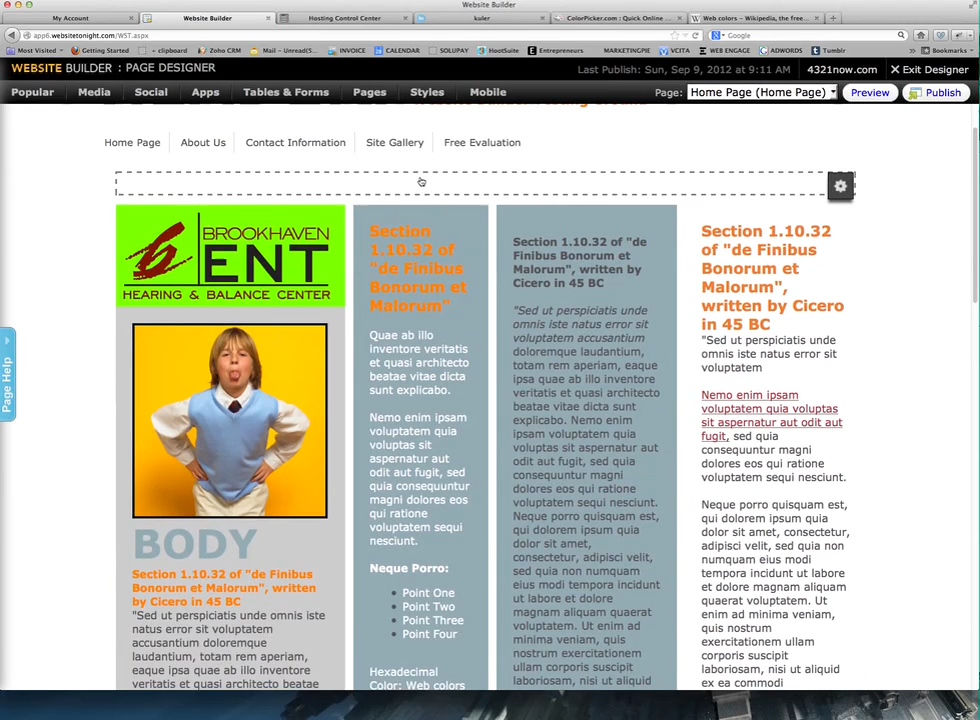 Website Builder
My Account
Website Builder
Hosting Control Center
kuler
ColorPicker.com : Quick Online ...
Web colors – Wikipedia, the free...
app6.websitetonight.com/WST.aspx
Google
Most Visited
Getting Started
+ clipboard
Zoho CRM
Mail – Unread(5...
INVOICE
CALENDAR
SOLUPAY
HootSuite
Entrepreneurs
MARKETINGPIE
VCITA
WEB ENGAGE
ADWORDS
Tumblr
Bookmarks
WEBSITE BUILDER : PAGE DESIGNER
Last Publish: Sun, Sep 9, 2012 at 9:11 AM
4321now.com
Exit Designer
Popular
Media
Social
Apps
Tables & Forms
Pages
Styles
Mobile
Page:
Home Page (Home Page)
Preview
Publish
Home Page
About Us
Contact Information
Site Gallery
Free Evaluation
Page Help
BROOKHAVEN
ENT
HEARING & BALANCE CENTER
BODY
Section 1.10.32 of "de Finibus
Bonorum et Malorum", written
by Cicero in 45 BC
"Sed ut perspiciatis unde omnis iste
natus error sit voluptatem
accusantium doloremque
laudantium, totam rem aperiam,
eaque ipsa quae ab illo inventore
veritatis et quasi architecto beatae
Section
1.10.32 of
"de Finibus
Bonorum et
Malorum"
Quae ab illo
inventore veritatis
et quasi architecto
beatae vitae dicta
sunt explicabo.
Nemo enim ipsam
voluptatem quia
voluptas sit
aspernatur aut
odit aut fugit, sed
quia consequuntur
magni dolores eos
qui ratione
voluptatem sequi
nesciunt.
Neque Porro:
Point One
Point Two
Point Three
Point Four
Hexadecimal
Color: Web colors
Section 1.10.32 of "de
Finibus Bonorum et
Malorum", written by
Cicero in 45 BC
"Sed ut perspiciatis unde
omnis iste natus error sit
voluptatem accusantium
doloremque laudantium,
totam rem aperiam, eaque
ipsa quae ab illo inventore
veritatis et quasi architecto
beatae vitae dicta sunt
explicabo. Nemo enim
ipsam voluptatem quia
voluptas sit aspernatur aut
odit aut fugit, sed quia
consequuntur magni
dolores eos qui ratione
voluptatem sequi nesciunt.
Neque porro quisquam est,
qui dolorem ipsum quia
dolor sit amet,
consectetur, adipisci velit,
sed quia non numquam
eius modi tempora incidunt
ut labore et dolore
magnam aliquam quaerat
voluptatem. Ut enim ad
minima veniam, quis
nostrum exercitationem
ullam corporis suscipit
laboriosam, nisi ut aliquid
Section 1.10.32
of "de Finibus
Bonorum et
Malorum",
written by Cicero
in 45 BC
"Sed ut perspiciatis unde
omnis iste natus error sit
voluptatem
Nemo enim ipsam
voluptatem quia voluptas
sit aspernatur aut odit aut
fugit, sed quia
consequuntur magni
dolores eos qui ratione
voluptatem sequi nesciunt.
Neque porro quisquam est,
qui dolorem ipsum quia
dolor sit amet, consectetur,
adipisci velit, sed quia non
numquam eius modi
tempora incidunt ut labore
et dolore magnam aliquam
quaerat voluptatem. Ut
enim ad minima veniam,
quis nostrum
exercitationem ullam
corporis suscipit
laboriosam, nisi ut aliquid
ex ea commodi